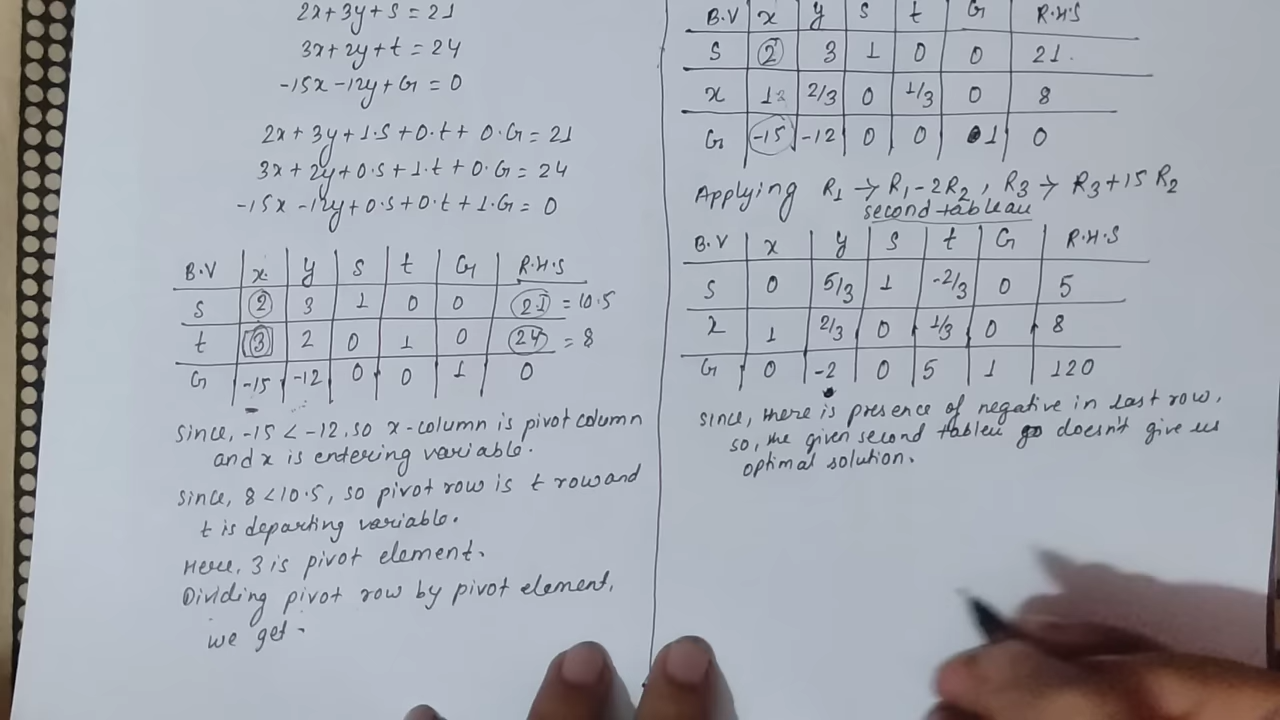 2x+3y+s=21
3x+2y+t=24
-15x-12y+G=0
2x+3y+1.s+0.t+0.G=21
3x+2y+0.s+1.t+0.G=24
-15x-12y+0.s+0.t+1.G=0
B.V x y s t G R.H.S
s 2 3 1 0 0 21 =10.5
t 3 2 0 1 0 24 =8
G -15 -12 0 0 1 0
Since, -15<-12, so x-column is pivot column
and x is entering variable.
Since, 8<10.5, so pivot row is t row and
t is departing variable.
Here, 3 is pivot element.
Dividing pivot row by pivot element,
we get.
B.V x y s t G R.H.S
s 2 3 1 0 0 21.
x 1 2/3 0 1/3 0 8
G -15 -12 0 0 1 0
Applying R1→R1-2R2, R3→R3+15R2
second tableau
B.V x y s t G R.H.S
s 0 5/3 1 -2/3 0 5
x 1 2/3 0 1/3 0 8
G 0 -2 0 5 1 120
Since, there is presence of negative in last row,
so, the given second tableu doesn't give us
optimal solution.